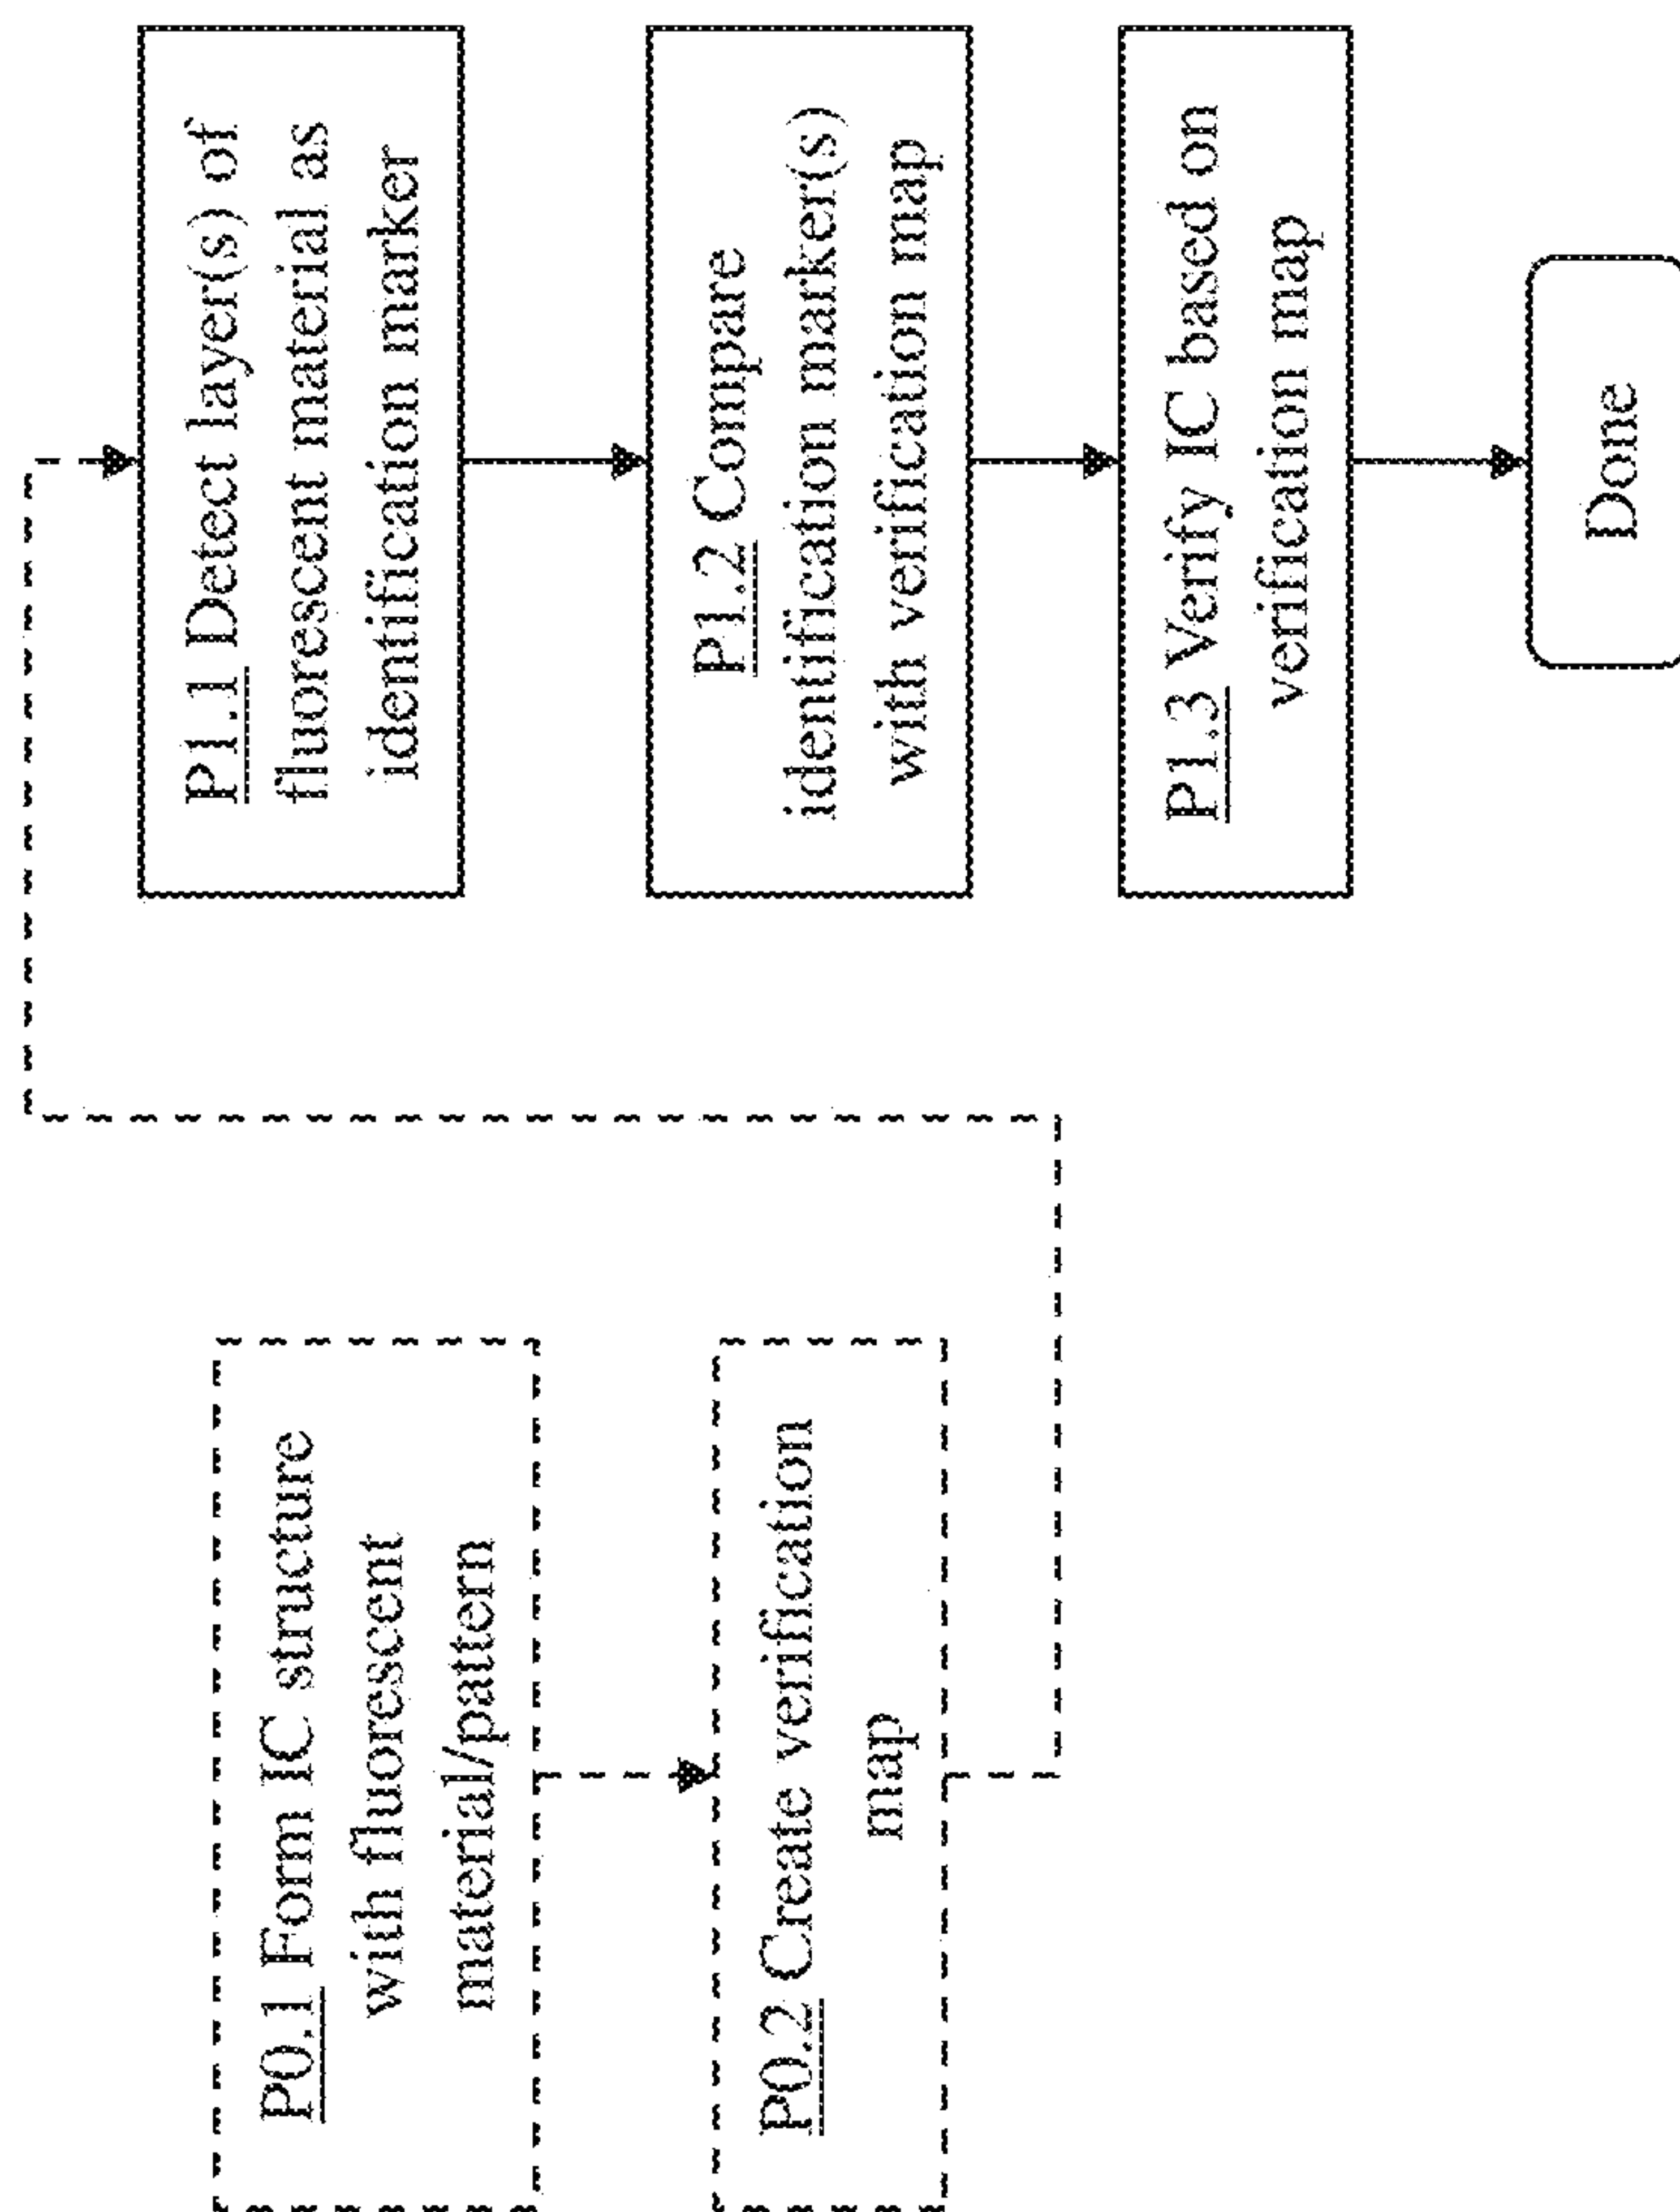 P0.1 Form IC structure
with fluorescent
material/pattern
P0.2 Create verification
map
P1.1 Detect layer(s) of
fluorescent material as
identification marker
P1.2 Compare
identification marker(s)
with verification map
P1.3 Verify IC based on
verification map
Done